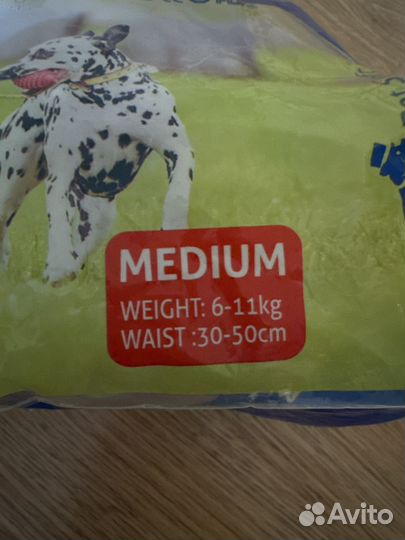 MEDIUM
WEIGHT: 6-11kg
WAIST :30-50cm
Avito